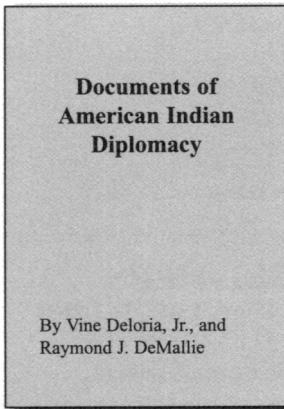 Documents of
American Indian
Diplomacy
By Vine Deloria, Jr., and
Raymond J. DeMallie